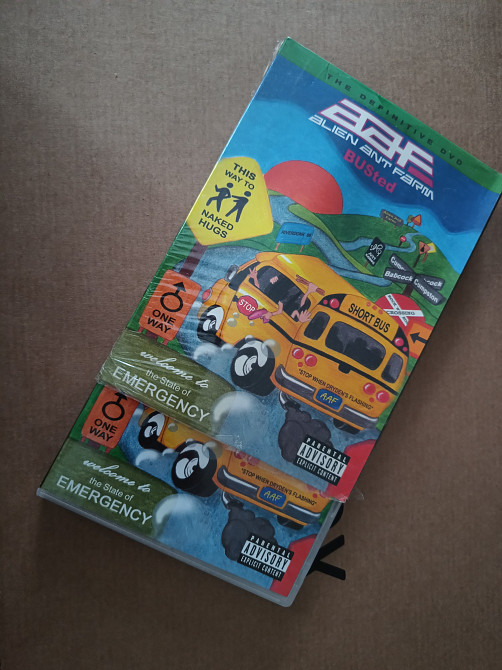 THE DEFINITIVE DVD
aaf
ALIEN ANT FARM
BUSted
THIS
WAY TO
NAKED
HUGS
STOP
SHORT BUS
ONE
WAY
"STOP WHEN DRYDEN'S FLASHING"
AAF
welcome to
the State of
EMERGENCY
PARENTAL
ADVISORY
EXPLICIT CONTENT
ONE
WAY
"STOP WHEN DRYDEN'S FLASHING"
AAF
welcome to
the State of
EMERGENCY
PARENTAL
ADVISORY
EXPLICIT CONTENT